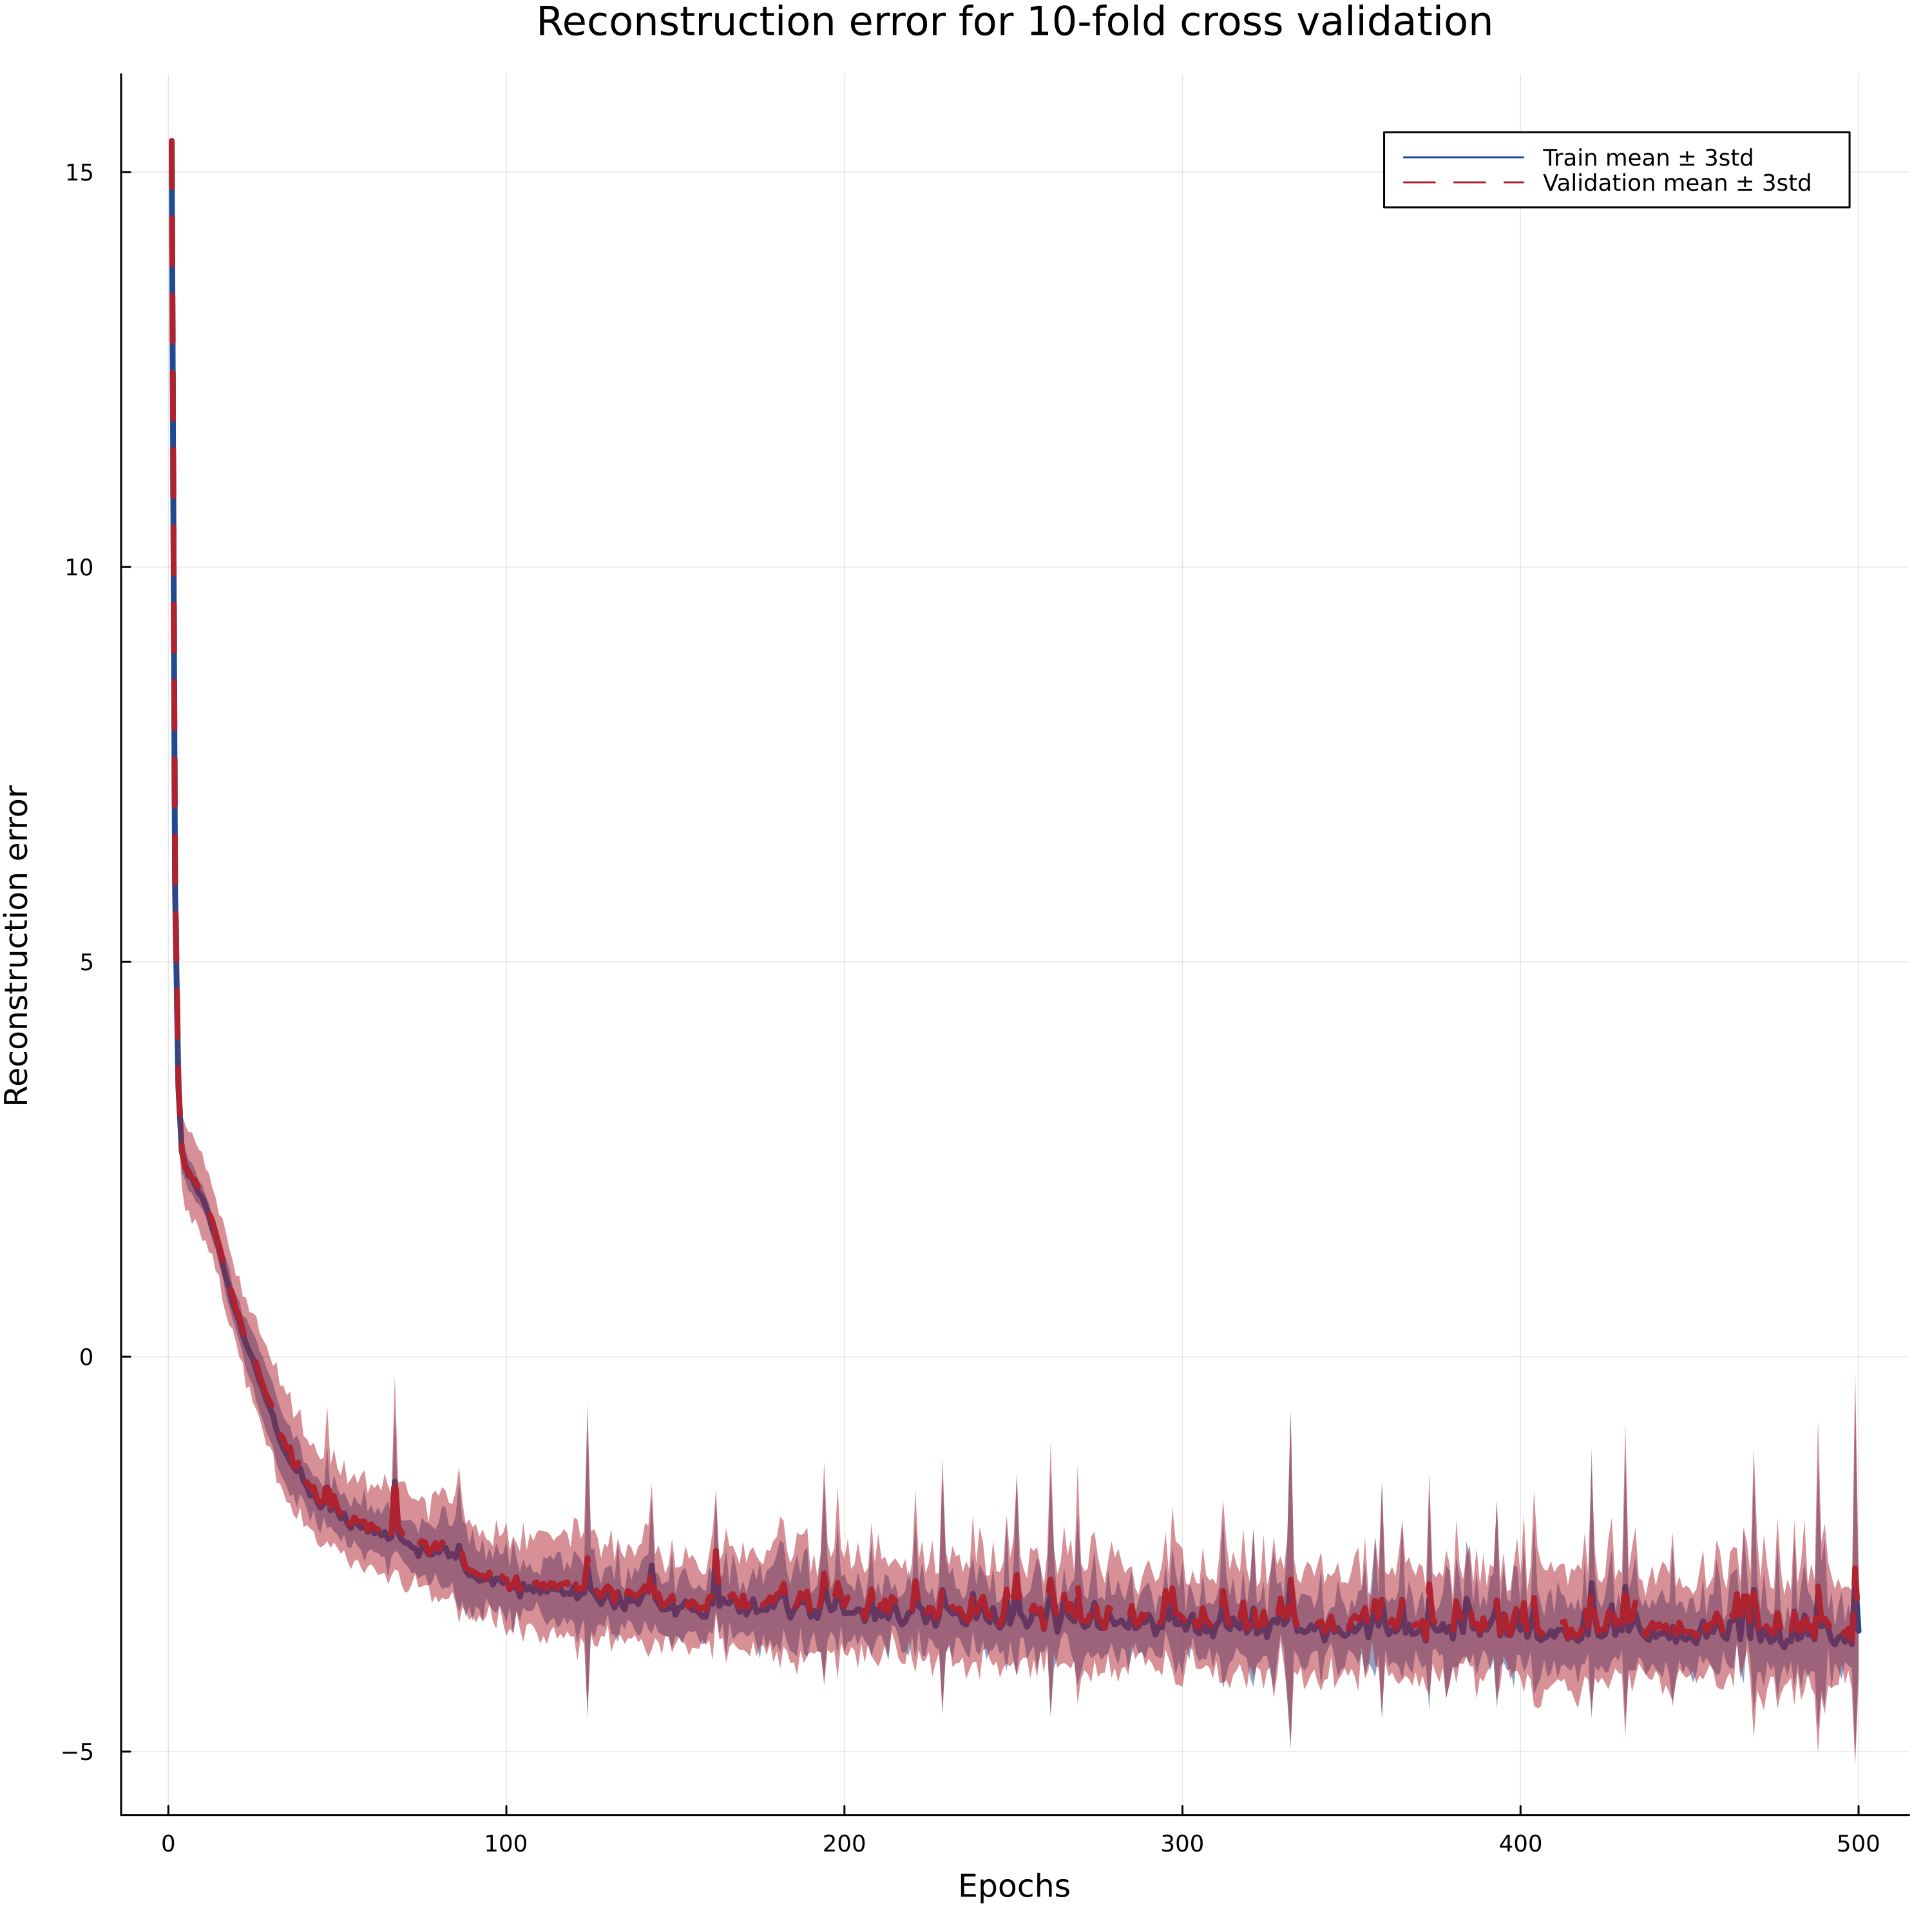 Reconstruction error for 10-fold cross validation
Train mean ± 3std
Validation mean ± 3std
15
10
5
0
−5
Reconstruction error
0 100 200 300 400 500
Epochs